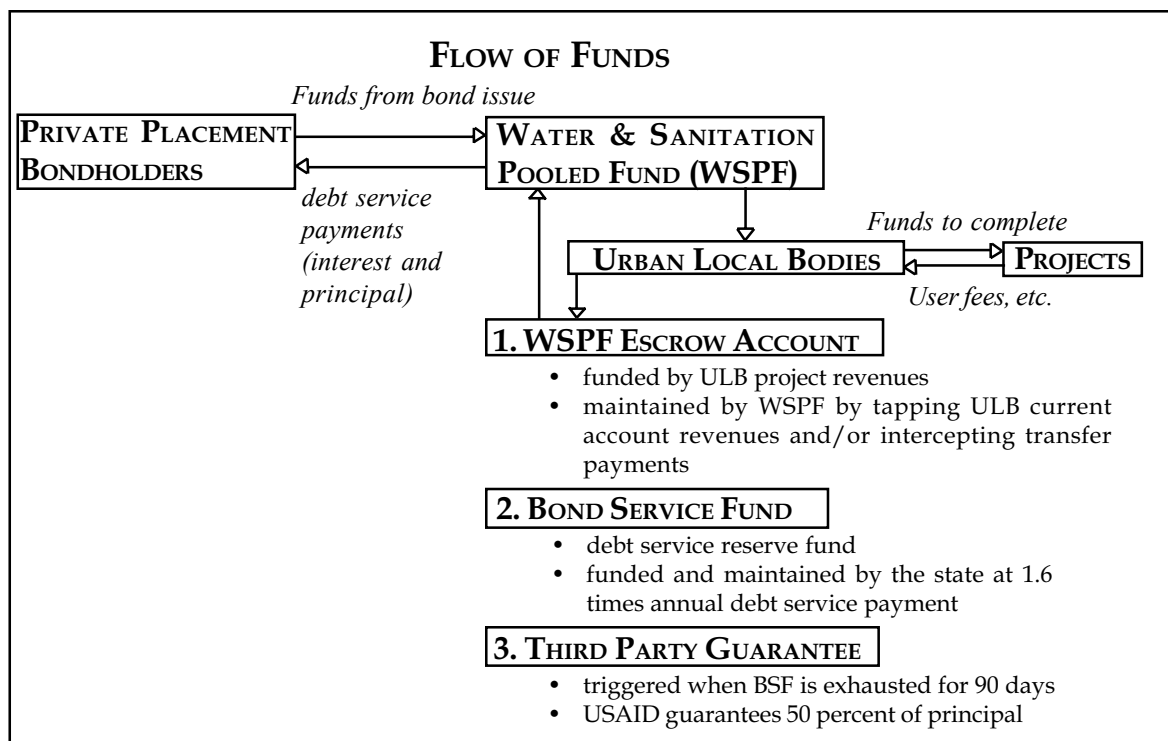 FLOW OF FUNDS
Funds from bond issue
PRIVATE PLACEMENT
BONDHOLDERS
WATER & SANITATION
POOLED FUND (WSPF)
debt service
payments
(interest and
principal)
Funds to complete
URBAN LOCAL BODIES
PROJECTS
User fees, etc.
1. WSPF ESCROW ACCOUNT
• funded by ULB project revenues
• maintained by WSPF by tapping ULB current
account revenues and/or intercepting transfer
payments
2. BOND SERVICE FUND
• debt service reserve fund
• funded and maintained by the state at 1.6
times annual debt service payment
3. THIRD PARTY GUARANTEE
• triggered when BSF is exhausted for 90 days
• USAID guarantees 50 percent of principal